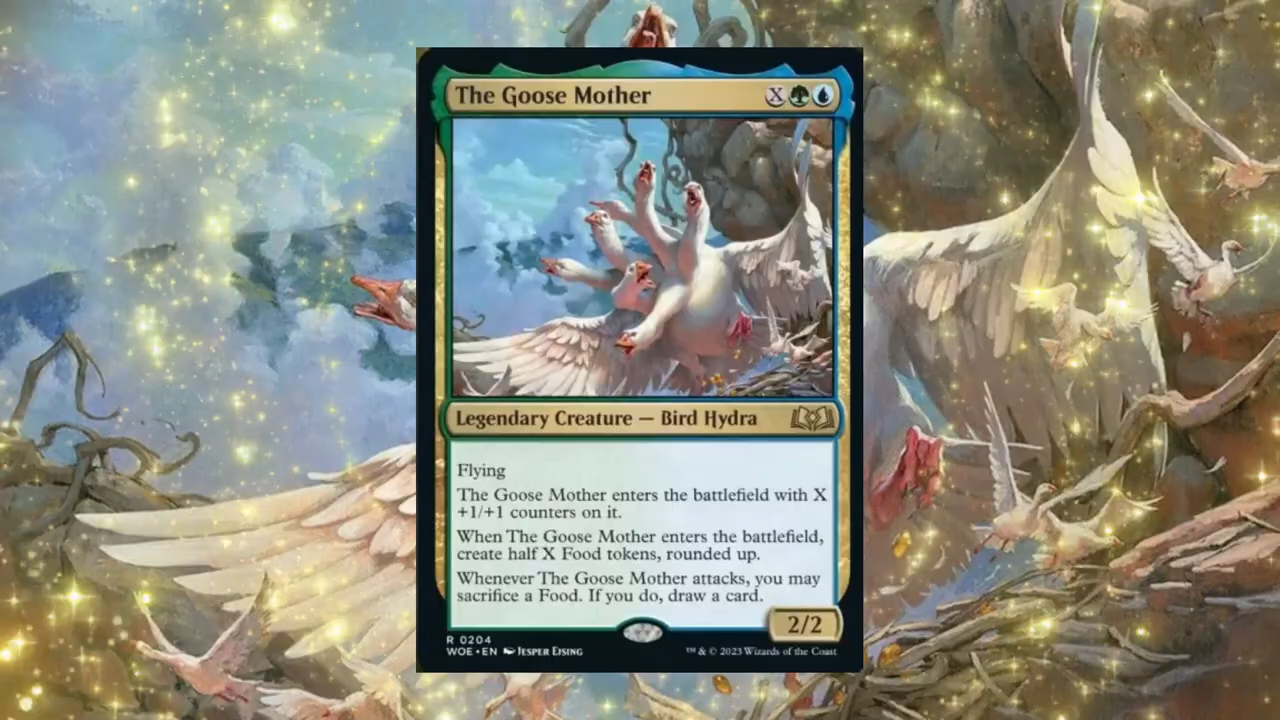 The Goose Mother X
Legendary Creature — Bird Hydra
Flying
The Goose Mother enters the battlefield with X
+1/+1 counters on it.
When The Goose Mother enters the battlefield,
create half X Food tokens, rounded up.
Whenever The Goose Mother attacks, you may
sacrifice a Food. If you do, draw a card.
2/2
R 0204
WOE • EN JESPER EJSING
™ & © 2023 Wizards of the Coast